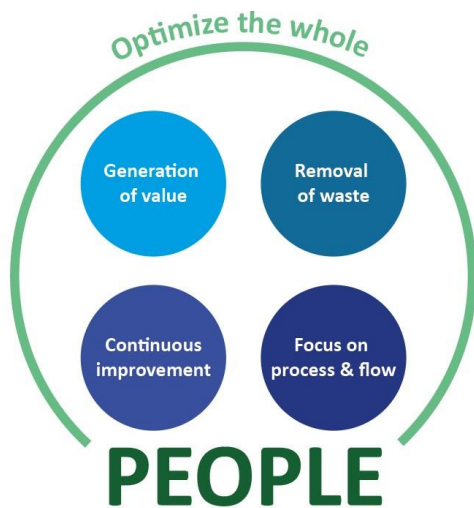 Optimize the whole
Generation
of value
Removal
of waste
Continuous
improvement
Focus on
process & flow
PEOPLE